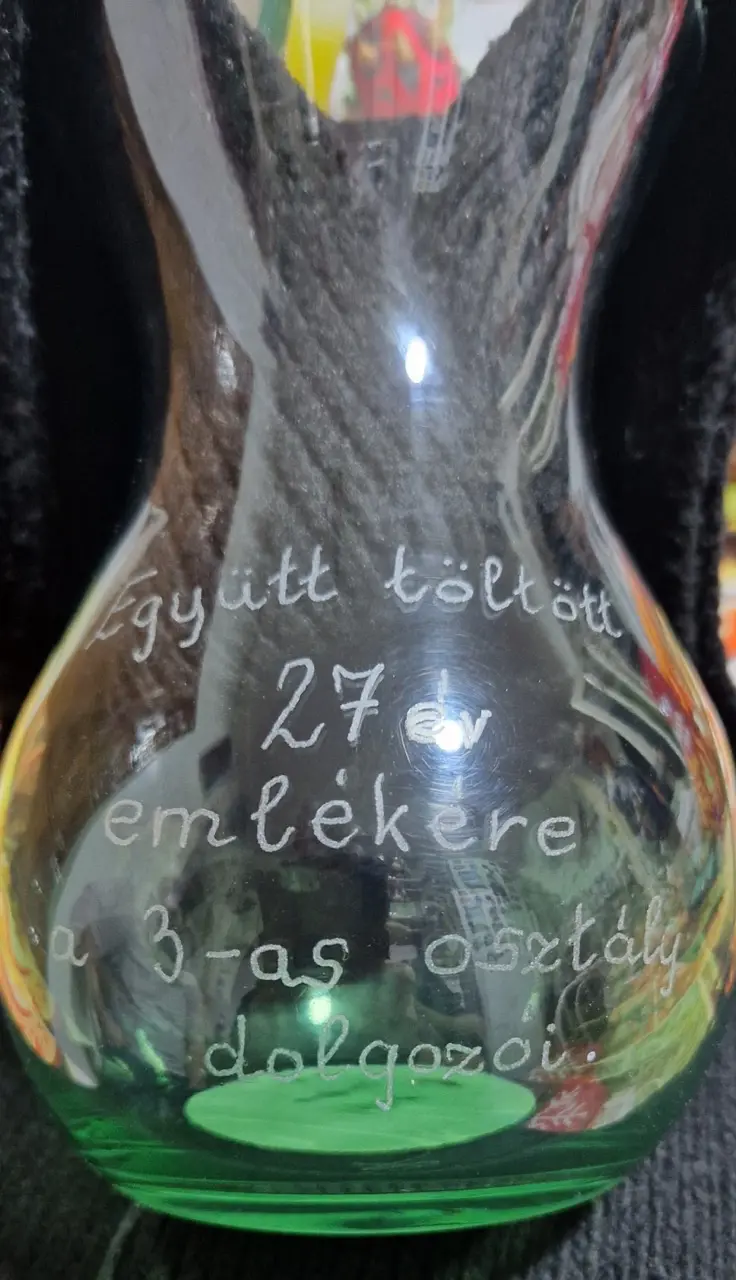 Együtt töltött
27 év
emlékére
a 3-as osztály
dolgozói.